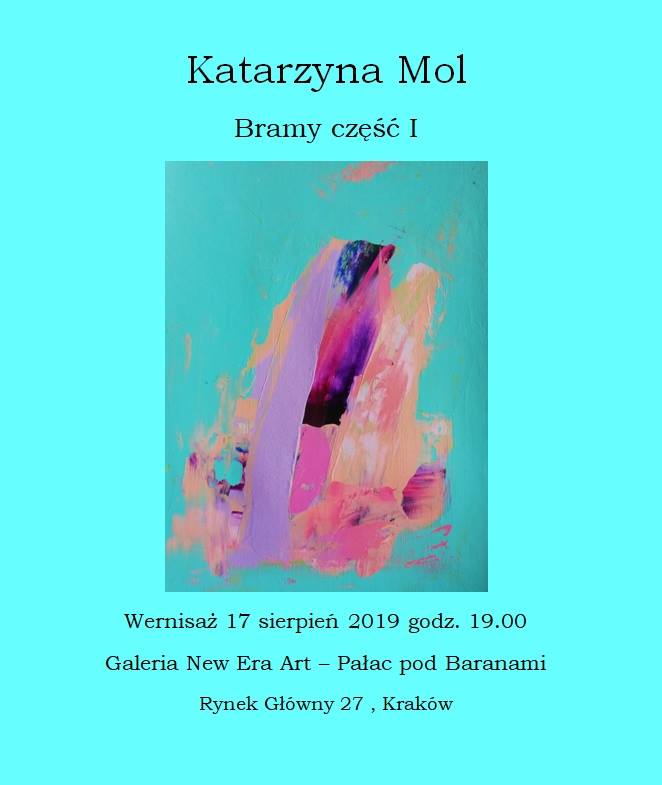 Katarzyna Mol
Bramy część I
Wernisaż 17 sierpień 2019 godz. 19.00
Galeria New Era Art – Pałac pod Baranami
Rynek Główny 27 , Kraków